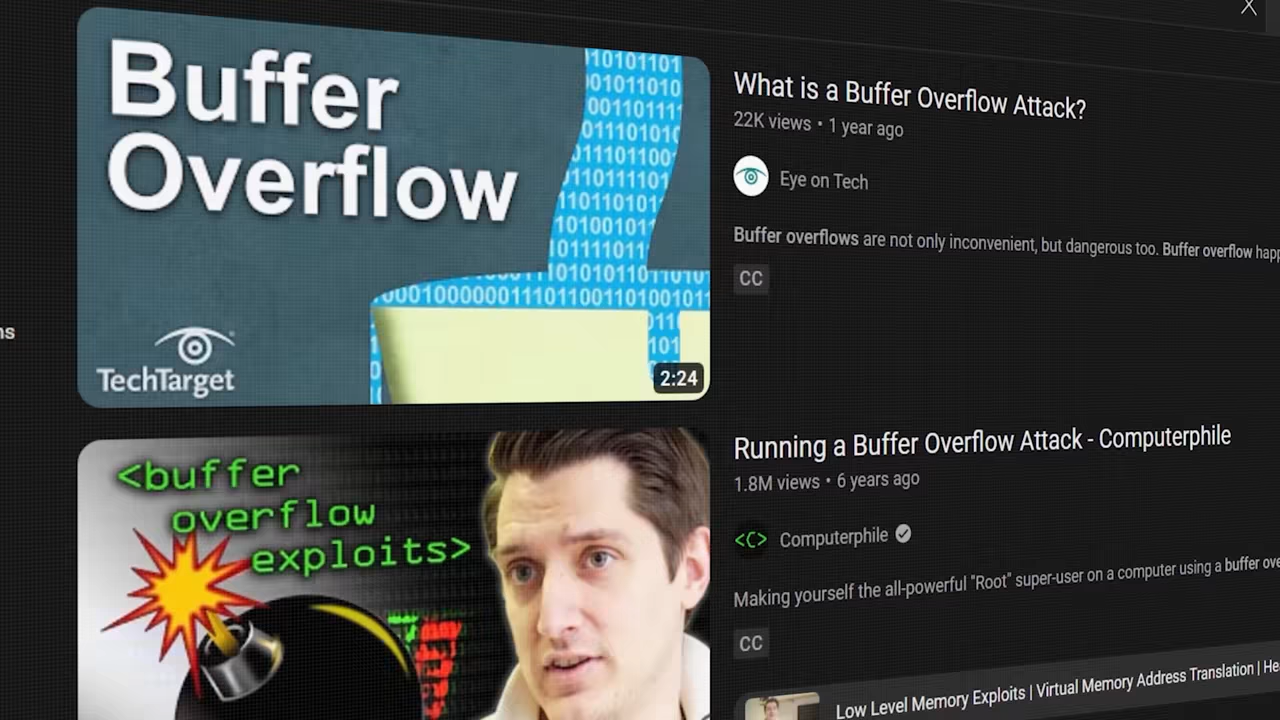 X
Buffer
Overflow
TechTarget
2:24
What is a Buffer Overflow Attack?
22K views • 1 year ago
Eye on Tech
Buffer overflows are not only inconvenient, but dangerous too. Buffer overflow
CC
<buffer
overflow
exploits>
Running a Buffer Overflow Attack - Computerphile
1.8M views • 6 years ago
<C> Computerphile
Making yourself the all-powerful "Root" super-user on a computer using a buffer
CC
Low Level Memory Exploits | Virtual Memory Address Translation |